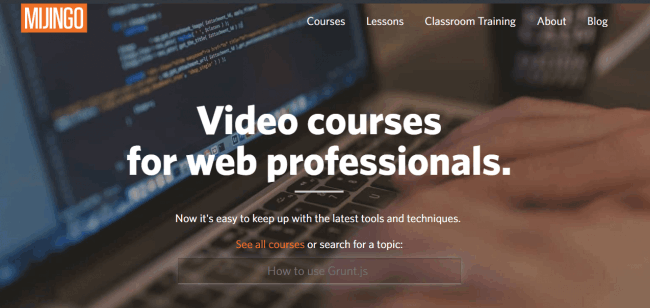 MIJINGO
Courses
Lessons
Classroom Training
About
Blog
Video courses
for web professionals.
Now it's easy to keep up with the latest tools and techniques.
See all courses or search for a topic:
How to use Grunt.js